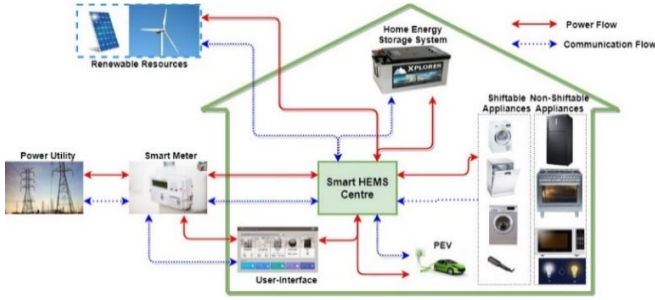 Power Flow
Communication Flow
Renewable Resources
Home Energy
Storage System
XPLORER
Shiftable
Appliances
Non-Shiftable
Appliances
Power Utility
Smart Meter
Smart HEMS
Centre
PEV
User-Interface